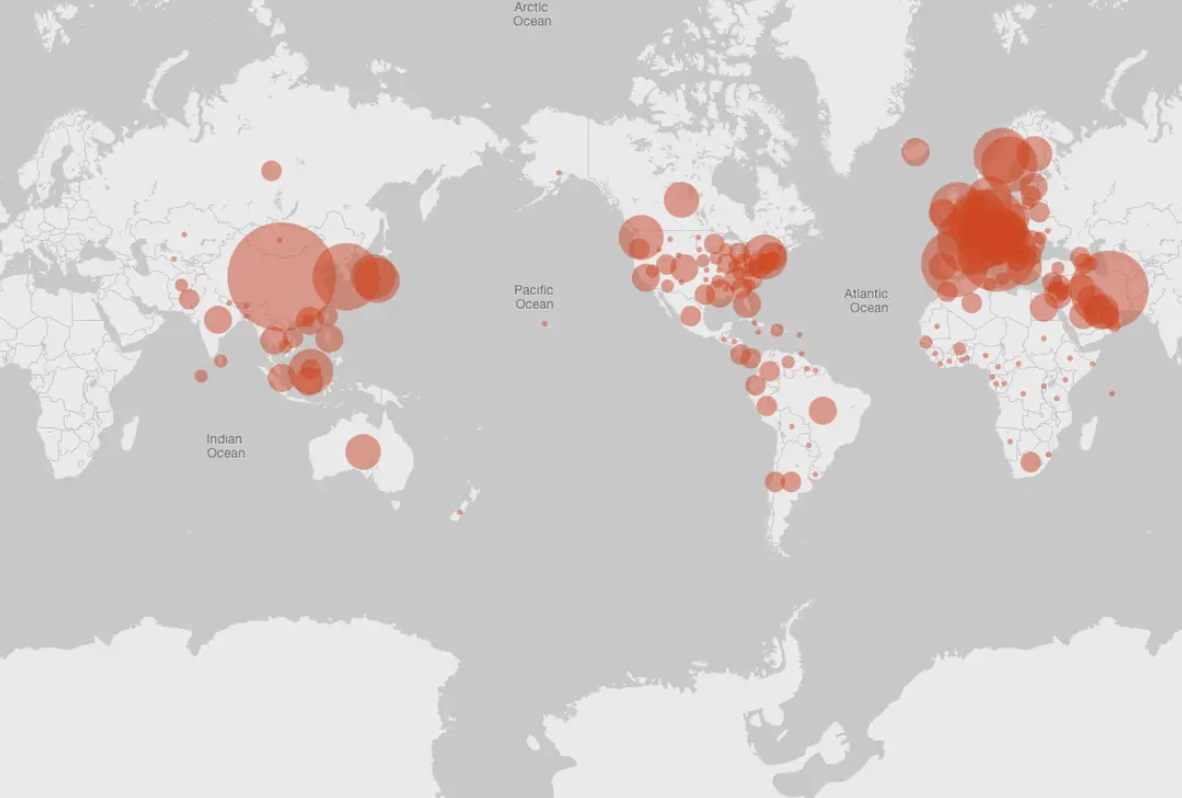 Arctic
Ocean
Pacific
Ocean
Atlantic
Ocean
Indian
Ocean